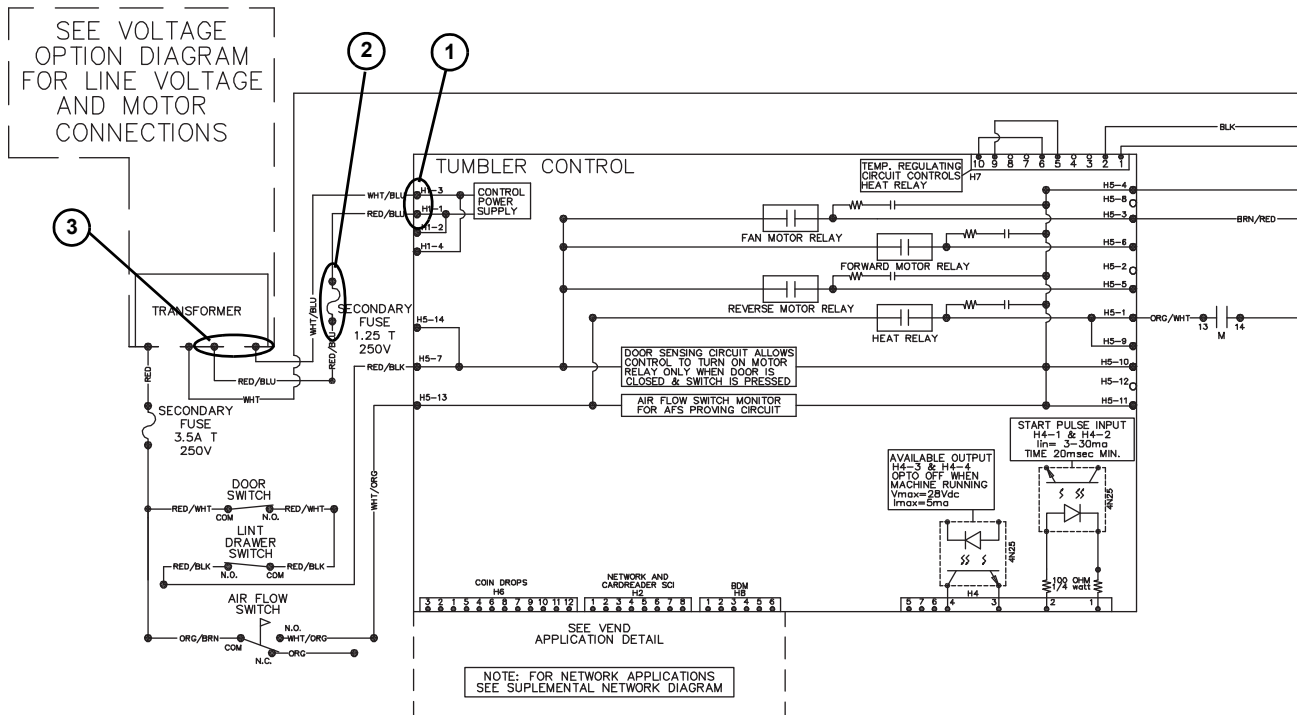 SEE VOLTAGE
OPTION DIAGRAM
FOR LINE VOLTAGE
AND MOTOR
CONNECTIONS
2
1
3
TUMBLER CONTROL
BLK
TEMP. REGULATING
CIRCUIT CONTROLS
HEAT RELAY
H7
10 9 8 7 6 5 4 3 2 1
WHT/BLU
H1-3
RED/BLU
H1-1
H1-2
H1-4
CONTROL
POWER
SUPPLY
H5-4
H5-8
H5-3
BRN/RED
FAN MOTOR RELAY
H5-6
FORWARD MOTOR RELAY
H5-2
H5-5
REVERSE MOTOR RELAY
H5-1
ORG/WHT
13
14
M
HEAT RELAY
H5-9
TRANSFORMER
WHT/BLU
SECONDARY
FUSE
1.25 T
250V
RED/BLU
H5-14
RED
RED/BLU
WHT
RED/BLK
H5-7
DOOR SENSING CIRCUIT ALLOWS
CONTROL TO TURN ON MOTOR
RELAY ONLY WHEN DOOR IS
CLOSED & SWITCH IS PRESSED
H5-10
H5-12
H5-13
AIR FLOW SWITCH MONITOR
FOR AFS PROVING CIRCUIT
H5-11
SECONDARY
FUSE
3.5A T
250V
START PULSE INPUT
H4-1 & H4-2
Iin= 3-30ma
TIME 20msec MIN.
AVAILABLE OUTPUT
H4-3 & H4-4
OPTO OFF WHEN
MACHINE RUNNING
Vmax=28Vdc
Imax=5ma
4N25
4N25
WHT/ORG
DOOR
SWITCH
RED/WHT
COM
N.O.
RED/WHT
LINT
DRAWER
SWITCH
RED/BLK
N.O.
COM
RED/BLK
AIR FLOW
SWITCH
N.O.
ORG/BRN
COM
WHT/ORG
N.C.
ORG
COIN DROPS
H6
3 2 1 5 4 6 8 7 9 10 11 12
NETWORK AND
CARDREADER SCI
H2
1 2 3 4 5 6 7 8
BDM
H8
1 2 3 4 5 6
100 OHM
1/4 watt
H4
5 7 6 4 3 2 1
SEE VEND
APPLICATION DETAIL
NOTE: FOR NETWORK APPLICATIONS
SEE SUPLEMENTAL NETWORK DIAGRAM